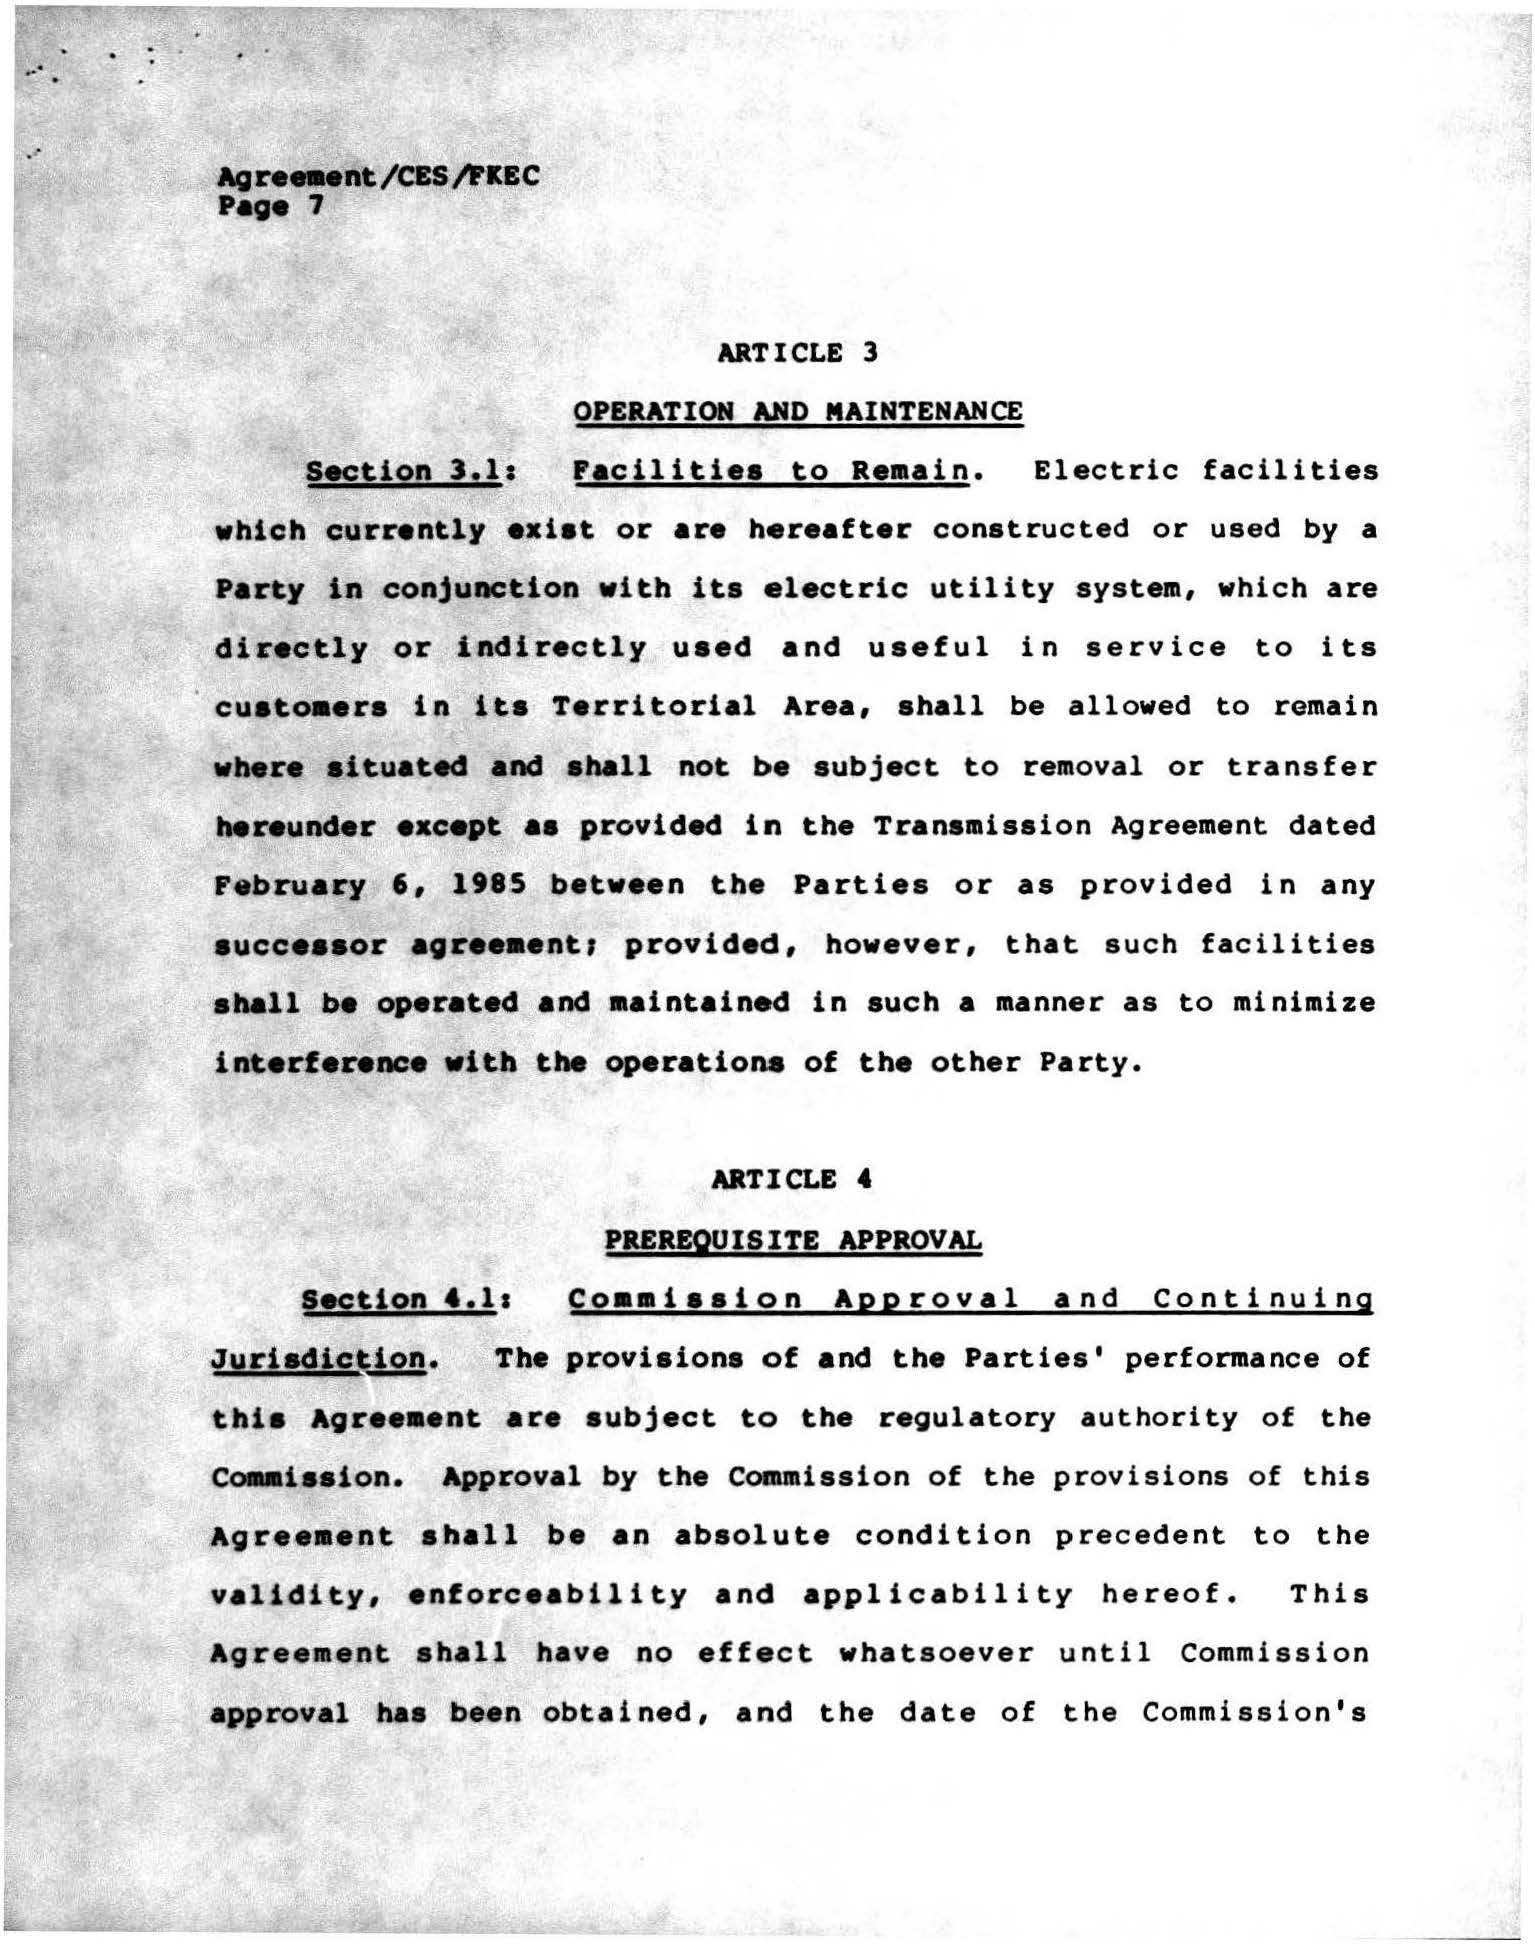 Agreement/CES/FKEC
Page 7
ARTICLE 3
OPERATION AND MAINTENANCE
Section 3.1: Facilities to Remain. Electric facilities
which currently exist or are hereafter constructed or used by a
Party in conjunction with its electric utility system, which are
directly or indirectly used and useful in service to its
customers in its Territorial Area, shall be allowed to remain
where situated and shall not be subject to removal or transfer
hereunder except as provided in the Transmission Agreement dated
February 6, 1985 between the Parties or as provided in any
successor agreement; provided, however, that such facilities
shall be operated and maintained in such a manner as to minimize
interference with the operations of the other Party.
ARTICLE 4
PREREQUISITE APPROVAL
Section 4.1: Commission Approval and Continuing
Jurisdiction. The provisions of and the Parties' performance of
this Agreement are subject to the regulatory authority of the
Commission. Approval by the Commission of the provisions of this
Agreement shall be an absolute condition precedent to the
validity, enforceability and applicability hereof. This
Agreement shall have no effect whatsoever until Commission
approval has been obtained, and the date of the Commission's